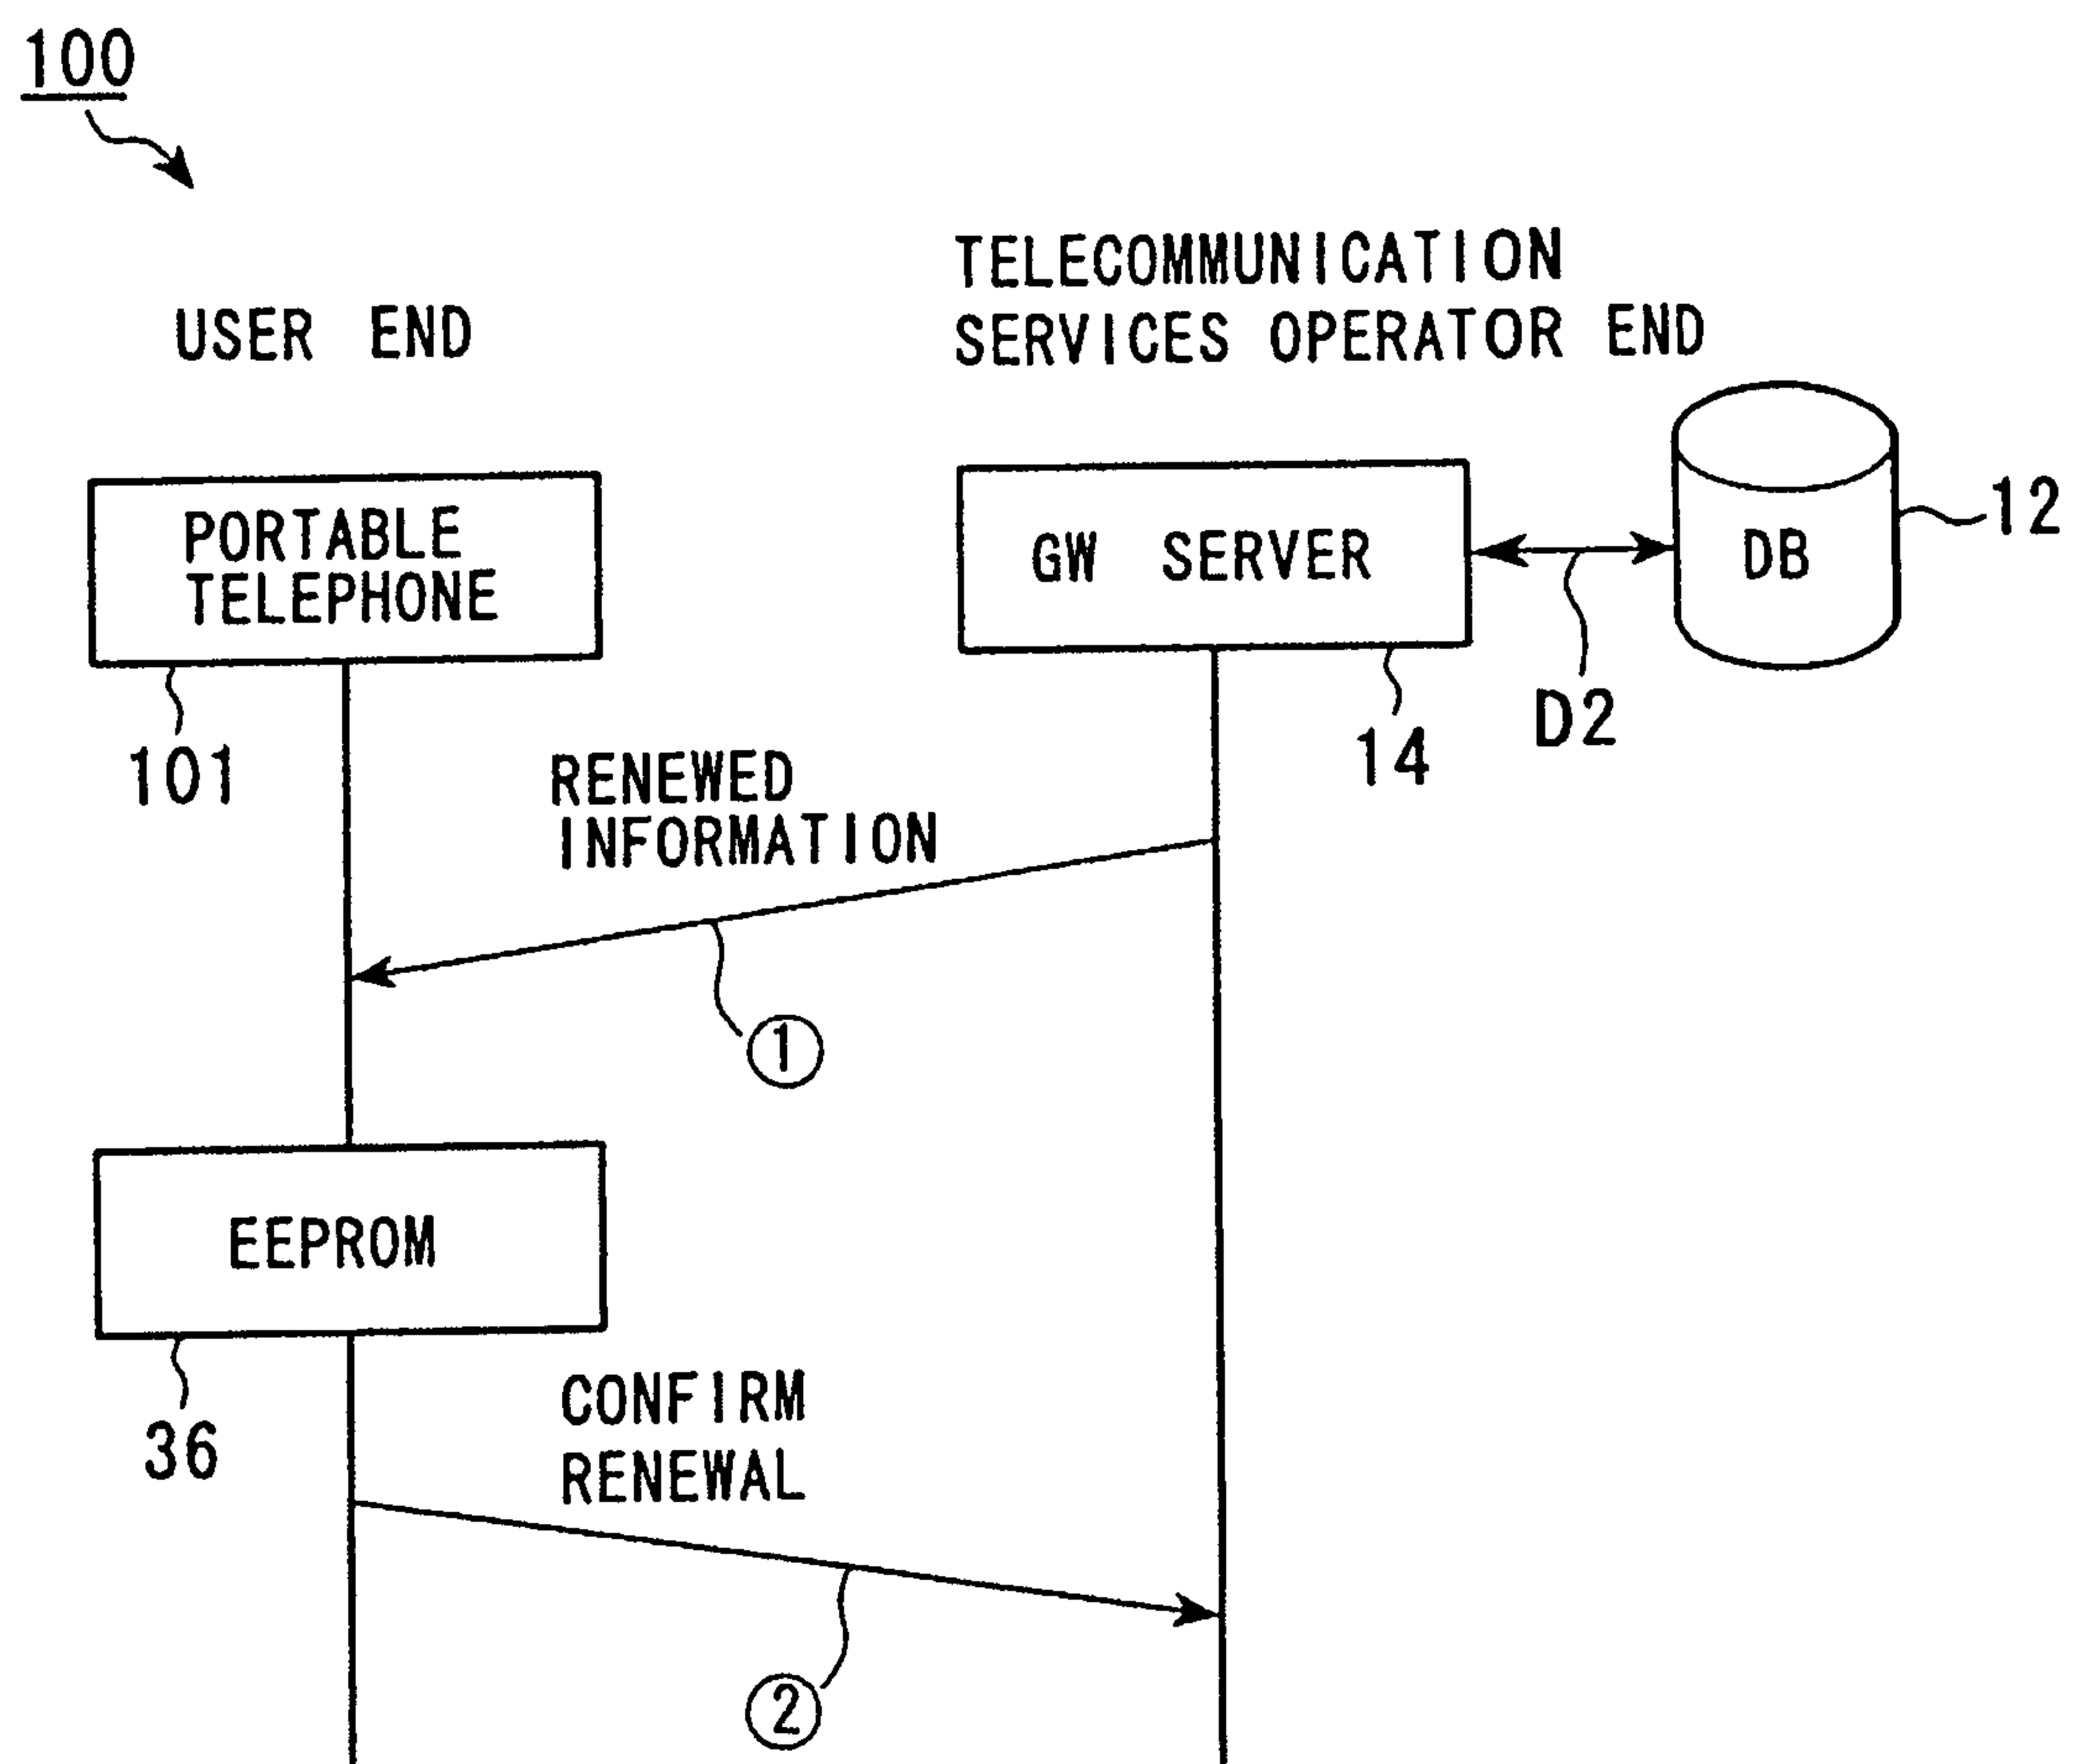 100
TELECOMMUNICATION
SERVICES OPERATOR END
USER END
PORTABLE
TELEPHONE
GW SERVER
DB
12
D2
14
101
RENEWED
INFORMATION
①
EEPROM
36
CONFIRM
RENEWAL
②